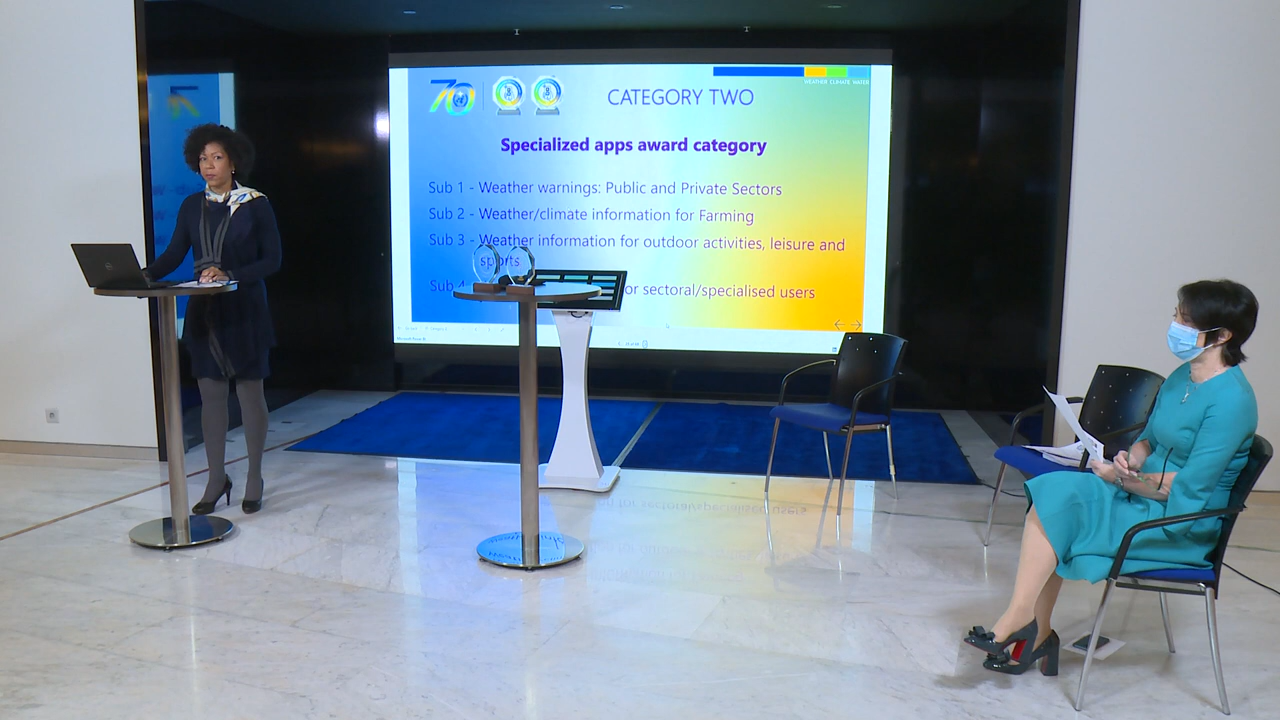 70
CATEGORY TWO
WEATHER CLIMATE WATER
Specialized apps award category
Sub 1 - Weather warnings: Public and Private Sectors
Sub 2 - Weather/climate information for Farming
Sub 3 - Weather information for outdoor activities, leisure and
sports
Sub 4 or sectoral/specialised users